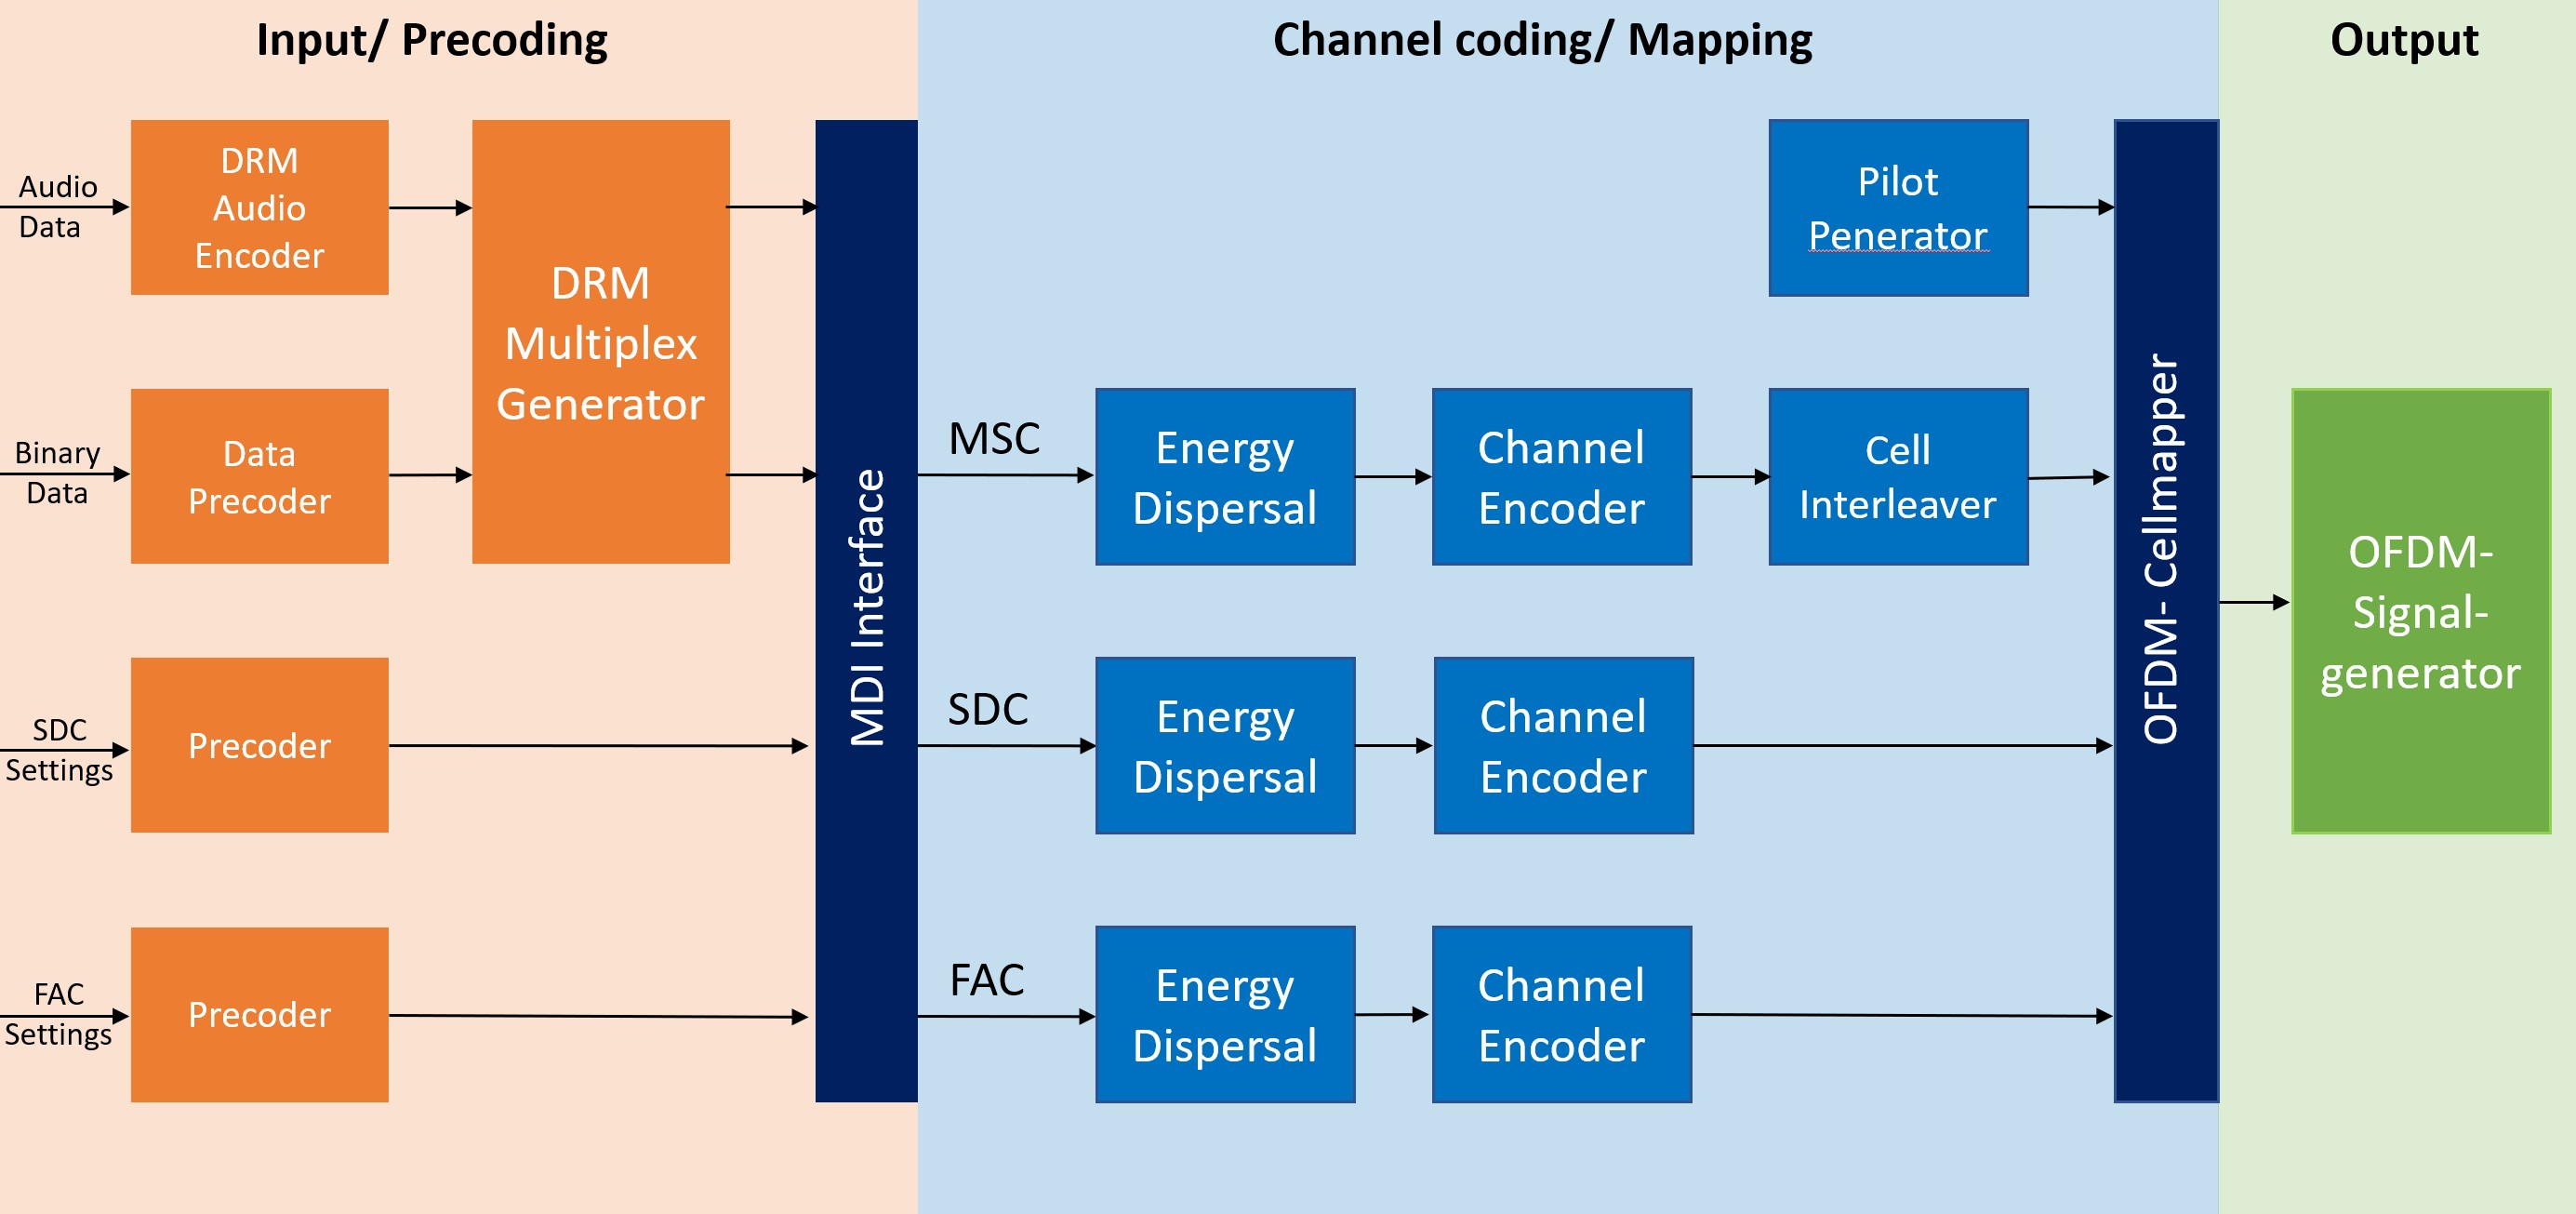 Input/ Precoding
Channel coding/ Mapping
Output
Audio
Data
DRM
Audio
Encoder
DRM
Multiplex
Generator
Binary
Data
Data
Precoder
SDC
Settings
Precoder
FAC
Settings
Precoder
MDI Interface
Pilot
Penerator
MSC
Energy
Dispersal
Channel
Encoder
Cell
Interleaver
SDC
Energy
Dispersal
Channel
Encoder
FAC
Energy
Dispersal
Channel
Encoder
OFDM- Cellmapper
OFDM-
Signal-
generator